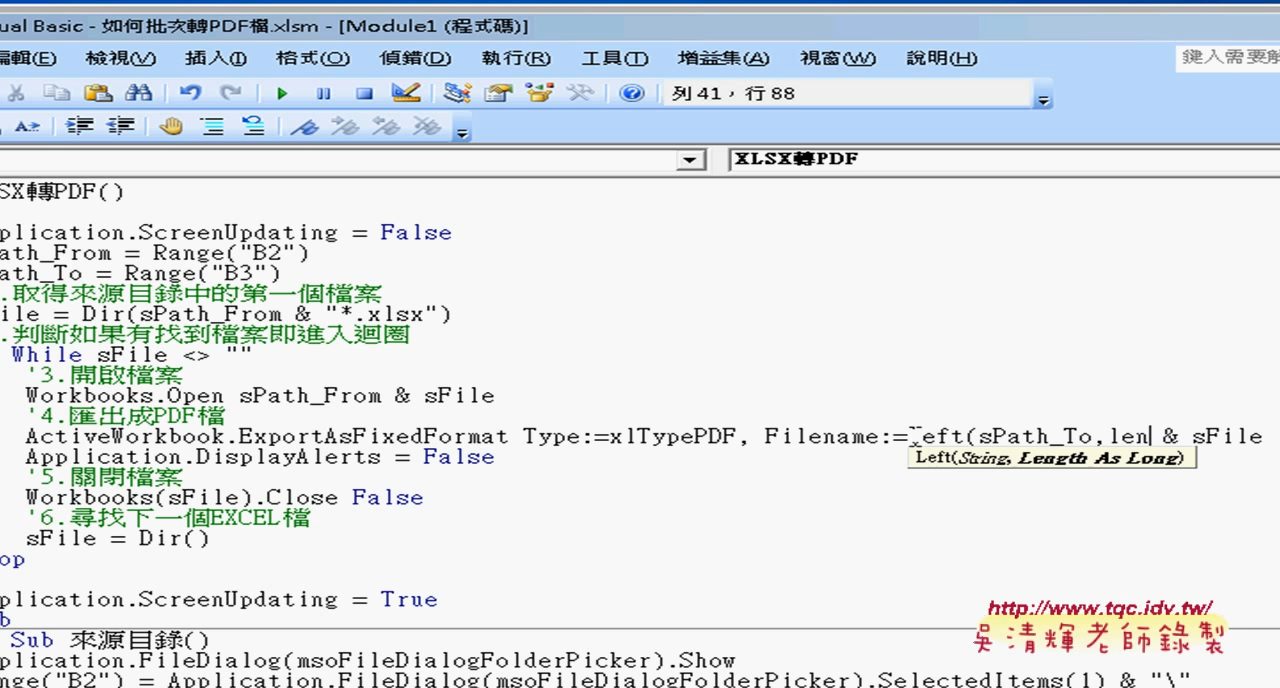 ual Basic - 如何批次轉PDF檔.xlsm - [Module1 (程式碼)]
編輯(E) 檢視(V) 插入(I) 格式(O) 偵錯(D) 執行(R) 工具(T) 增益集(A) 視窗(W) 說明(H) 鍵入需要解
列 41，行 88
XLSX轉PDF
SX轉PDF()
plication.ScreenUpdating = False
ath_From = Range("B2")
ath_To = Range("B3")
.取得來源目錄中的第一個檔案
ile = Dir(sPath_From & "*.xlsx")
.判斷如果有找到檔案即進入迴圈
While sFile <> ""
'3.開啟檔案
Workbooks.Open sPath_From & sFile
'4.匯出成PDF檔
ActiveWorkbook.ExportAsFixedFormat Type:=xlTypePDF, Filename:=left(sPath_To,len & sFile
Left(String, Length As Long)
Application.DisplayAlerts = False
'5.關閉檔案
Workbooks(sFile).Close False
'6.尋找下一個EXCEL檔
sFile = Dir()
op
plication.ScreenUpdating = True
b
Sub 來源目錄()
plication.FileDialog(msoFileDialogFolderPicker).Show
nge("B2") = Application.FileDialog(msoFileDialogFolderPicker).SelectedItems(1) & "\"
http://www.tqc.idv.tw/
吳清輝老師錄製